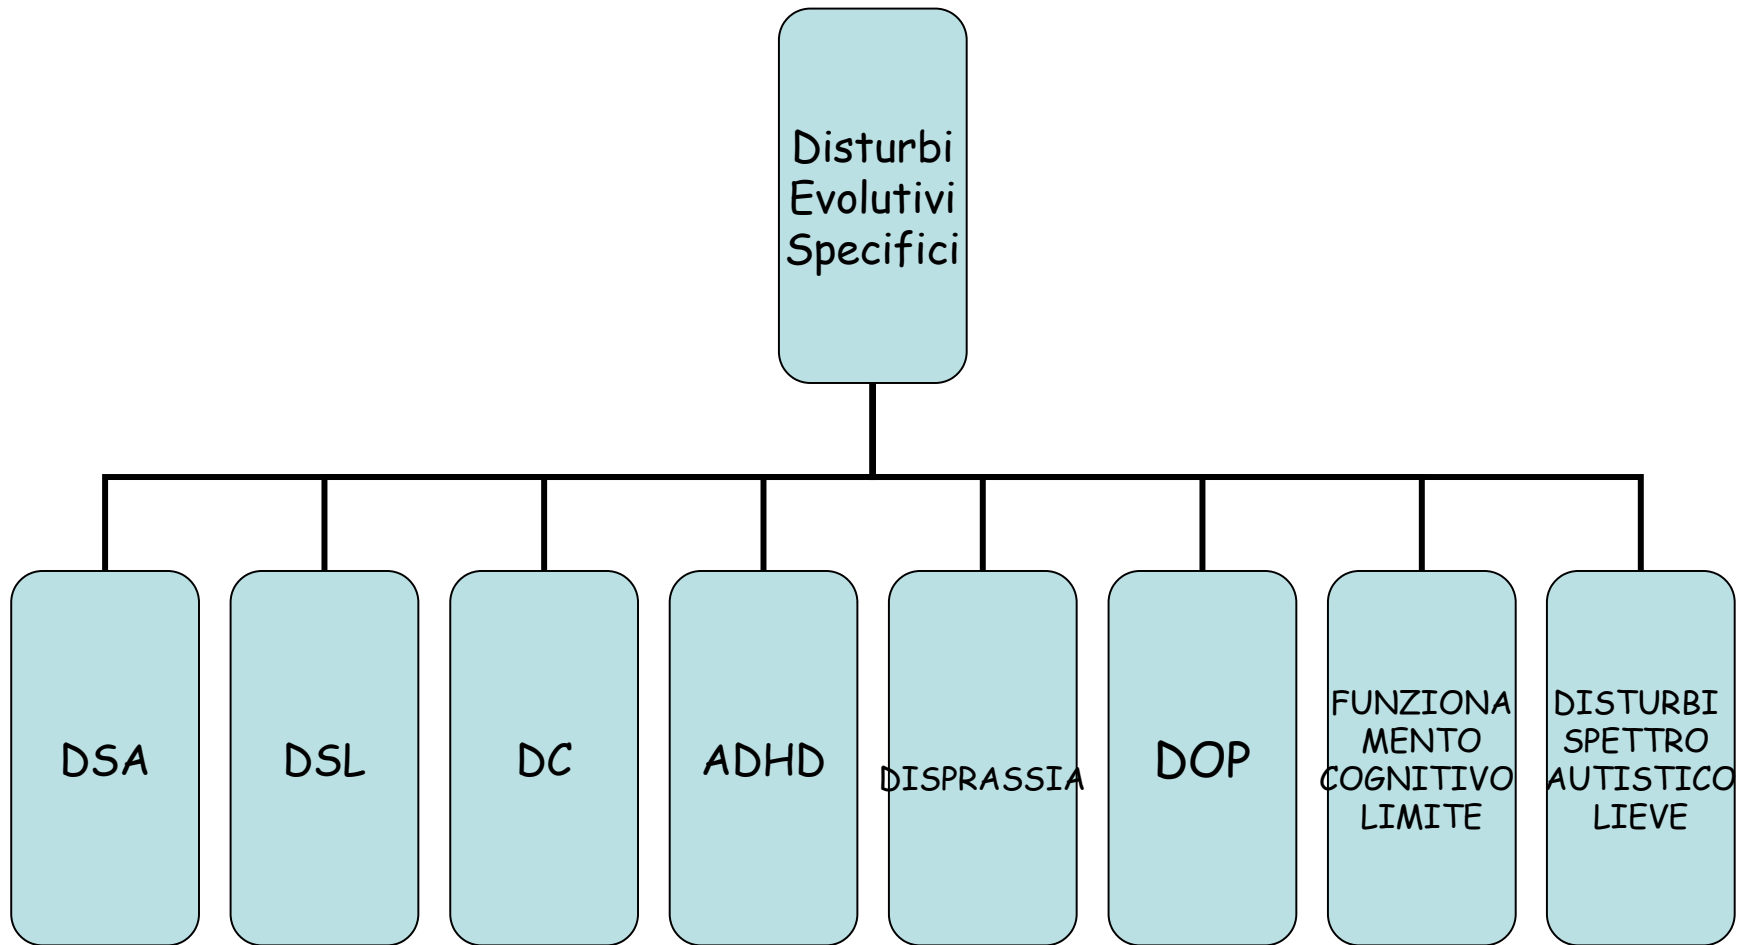 Disturbi
Evolutivi
Specifici
DSA
DSL
DC
ADHD
DISPRASSIA
DOP
FUNZIONA
MENTO
COGNITIVO
LIMITE
DISTURBI
SPETTRO
AUTISTICO
LIEVE